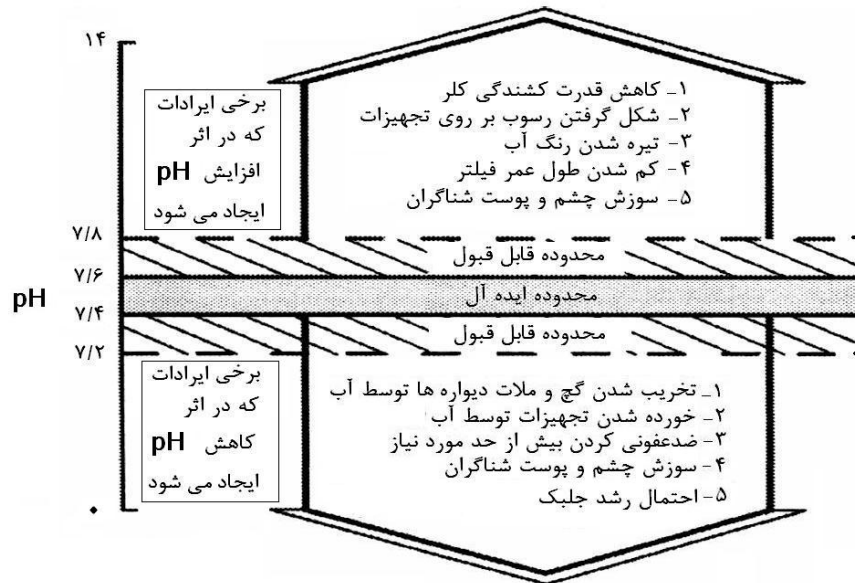 ۱۴
برخی ایرادات
که در اثر
افزایش pH
ایجاد می شود
۱- کاهش قدرت کشندگی کلر
۲- شکل گرفتن رسوب بر روی تجهیزات
۳- تیره شدن رنگ آب
۴- کم شدن طول عمر فیلتر
۵- سوزش چشم و پوست شناگران
۷/۸
محدوده قابل قبول
۷/۶
pH
محدوده ایده آل
۷/۴
محدوده قابل قبول
۷/۲
برخی ایرادات
که در اثر
کاهش pH
ایجاد می شود
۱- تخریب شدن گچ و ملات دیواره ها توسط آب
۲- خورده شدن تجهیزات توسط آب
۳- ضدعفونی کردن بیش از حد مورد نیاز
۴- سوزش چشم و پوست شناگران
۵- احتمال رشد جلبک
۰